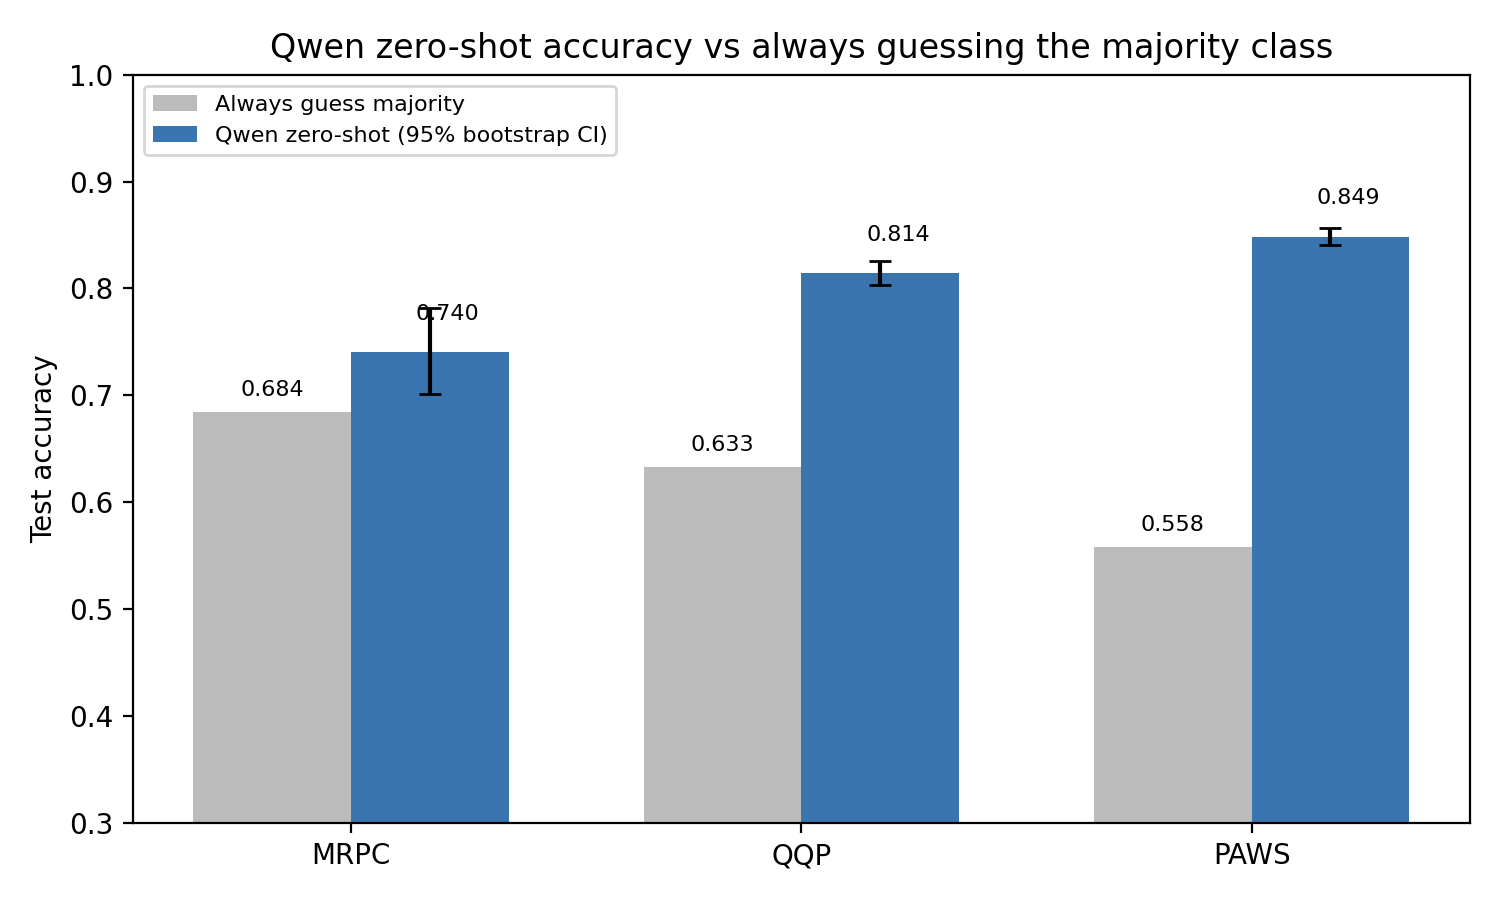 Qwen zero-shot accuracy vs always guessing the majority class
Always guess majority
Qwen zero-shot (95% bootstrap CI)
Test accuracy
1.0
0.9
0.8
0.7
0.6
0.5
0.4
0.3
0.684
0.740
0.633
0.814
0.558
0.849
MRPC
QQP
PAWS